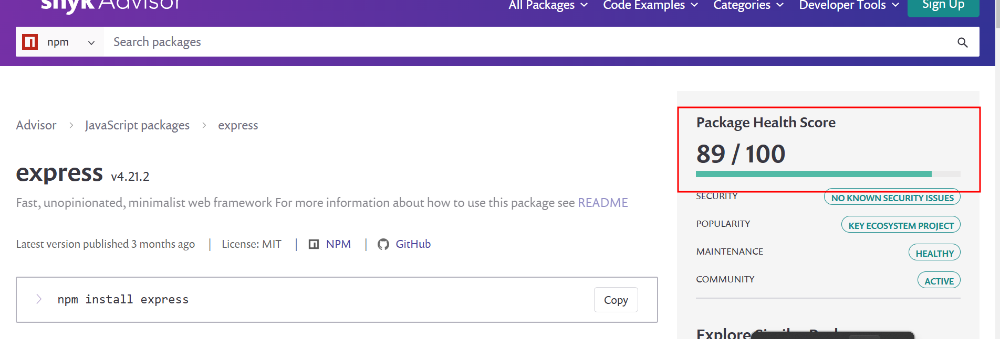 snyk Advisor
All Packages
Code Examples
Categories
Developer Tools
Sign Up
npm
Search packages
Advisor > JavaScript packages > express
express v4.21.2
Fast, unopinionated, minimalist web framework For more information about how to use this package see README
Latest version published 3 months ago | License: MIT | NPM | GitHub
npm install express
Copy
Package Health Score
89 / 100
SECURITY
NO KNOWN SECURITY ISSUES
POPULARITY
KEY ECOSYSTEM PROJECT
MAINTENANCE
HEALTHY
COMMUNITY
ACTIVE
Explore